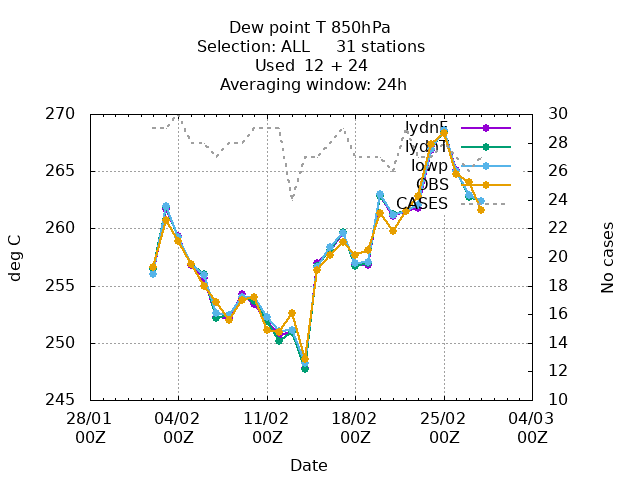 Dew point T 850hPa
Selection: ALL 31 stations
Used 12 + 24
Averaging window: 24h
270
265
260
255
250
245
deg C
30
28
26
24
22
20
18
16
14
12
10
No cases
lydnF
lydnT
lowp
OBS
CASES
28/01 04/02 11/02 18/02 25/02 04/03
00Z 00Z 00Z 00Z 00Z 00Z
Date